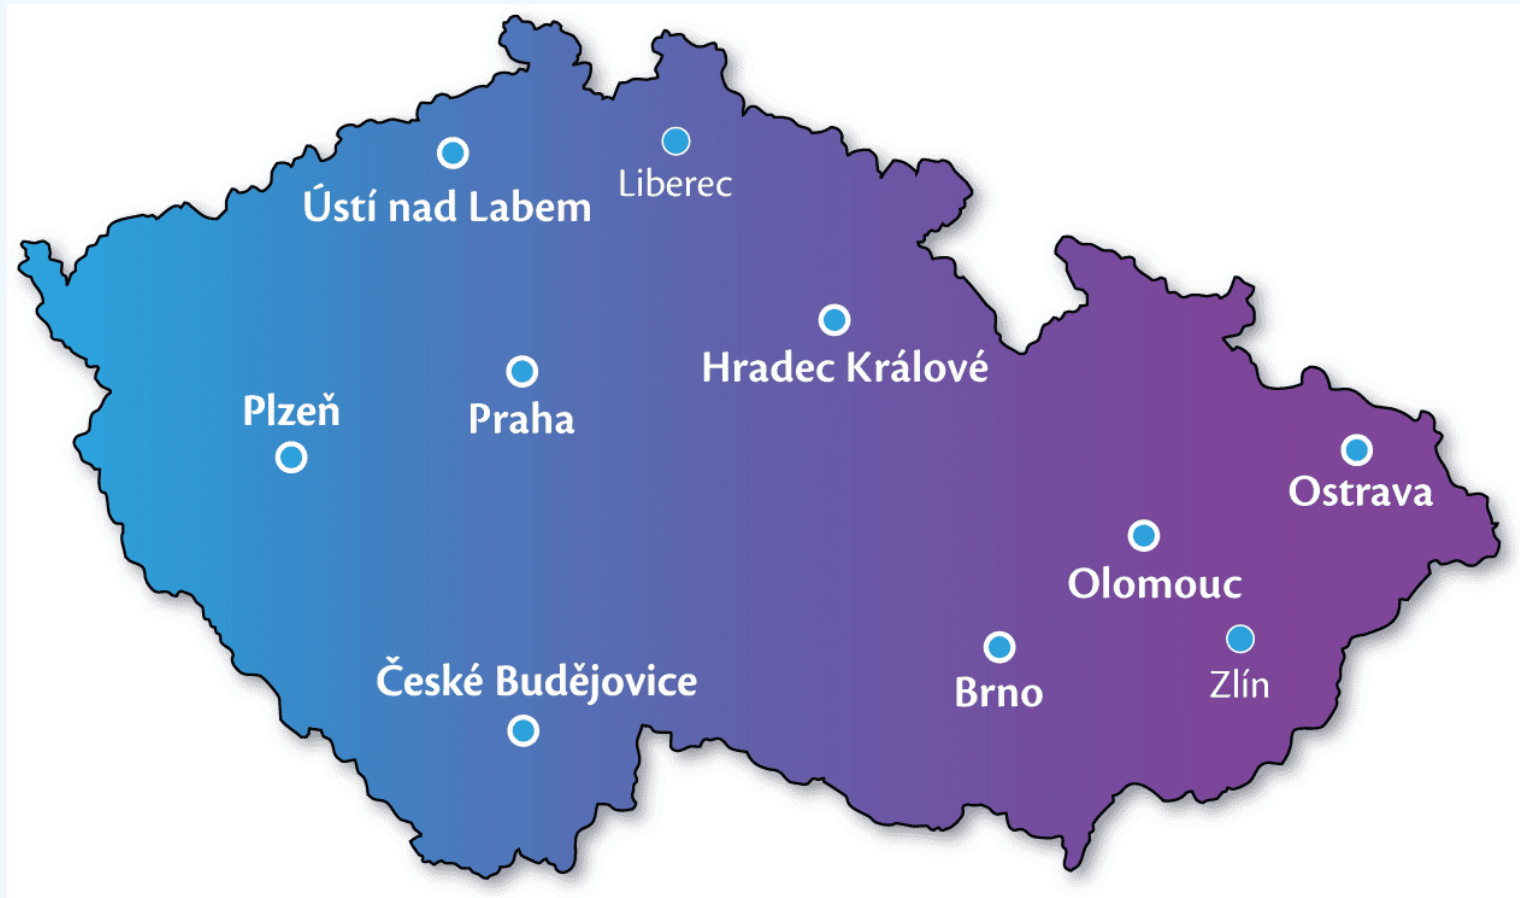 Liberec
Ústí nad Labem
Hradec Králové
Plzeň
Praha
Ostrava
Olomouc
České Budějovice
Zlín
Brno